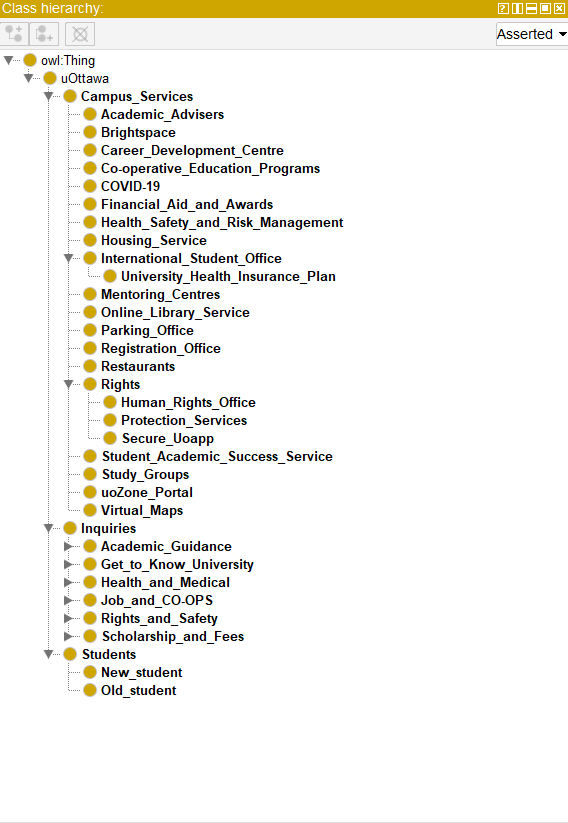 Class hierarchy:
Asserted
owl:Thing
uOttawa
Campus_Services
Academic_Advisers
Brightspace
Career_Development_Centre
Co-operative_Education_Programs
COVID-19
Financial_Aid_and_Awards
Health_Safety_and_Risk_Management
Housing_Service
International_Student_Office
University_Health_Insurance_Plan
Mentoring_Centres
Online_Library_Service
Parking_Office
Registration_Office
Restaurants
Rights
Human_Rights_Office
Protection_Services
Secure_Uoapp
Student_Academic_Success_Service
Study_Groups
uoZone_Portal
Virtual_Maps
Inquiries
Academic_Guidance
Get_to_Know_University
Health_and_Medical
Job_and_CO-OPS
Rights_and_Safety
Scholarship_and_Fees
Students
New_student
Old_student